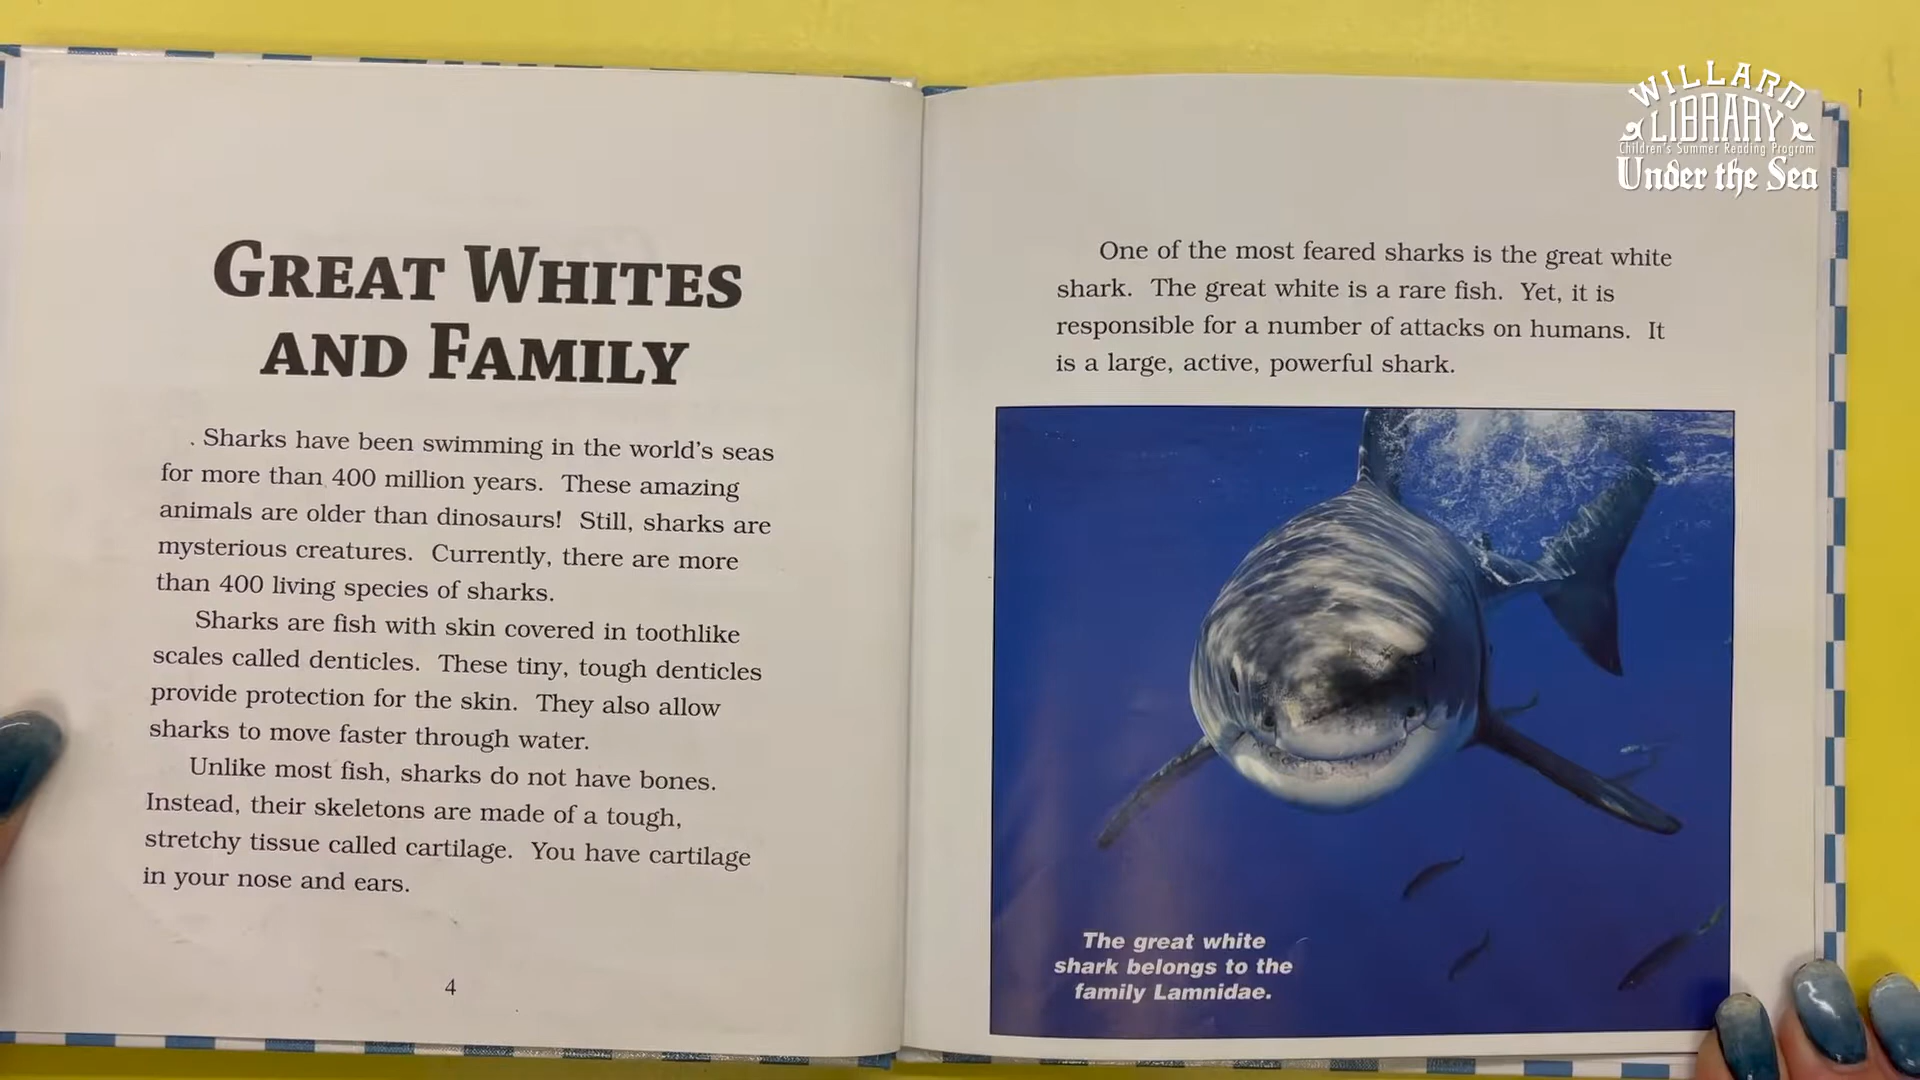 GREAT WHITES
AND FAMILY
. Sharks have been swimming in the world's seas
for more than 400 million years. These amazing
animals are older than dinosaurs! Still, sharks are
mysterious creatures. Currently, there are more
than 400 living species of sharks.
Sharks are fish with skin covered in toothlike
scales called denticles. These tiny, tough denticles
provide protection for the skin. They also allow
sharks to move faster through water.
Unlike most fish, sharks do not have bones.
Instead, their skeletons are made of a tough,
stretchy tissue called cartilage. You have cartilage
in your nose and ears.
4
One of the most feared sharks is the great white
shark. The great white is a rare fish. Yet, it is
responsible for a number of attacks on humans. It
is a large, active, powerful shark.
The great white
shark belongs to the
family Lamnidae.
WILLARD
LIBRARY
Children's Summer Reading Program
Under the Sea